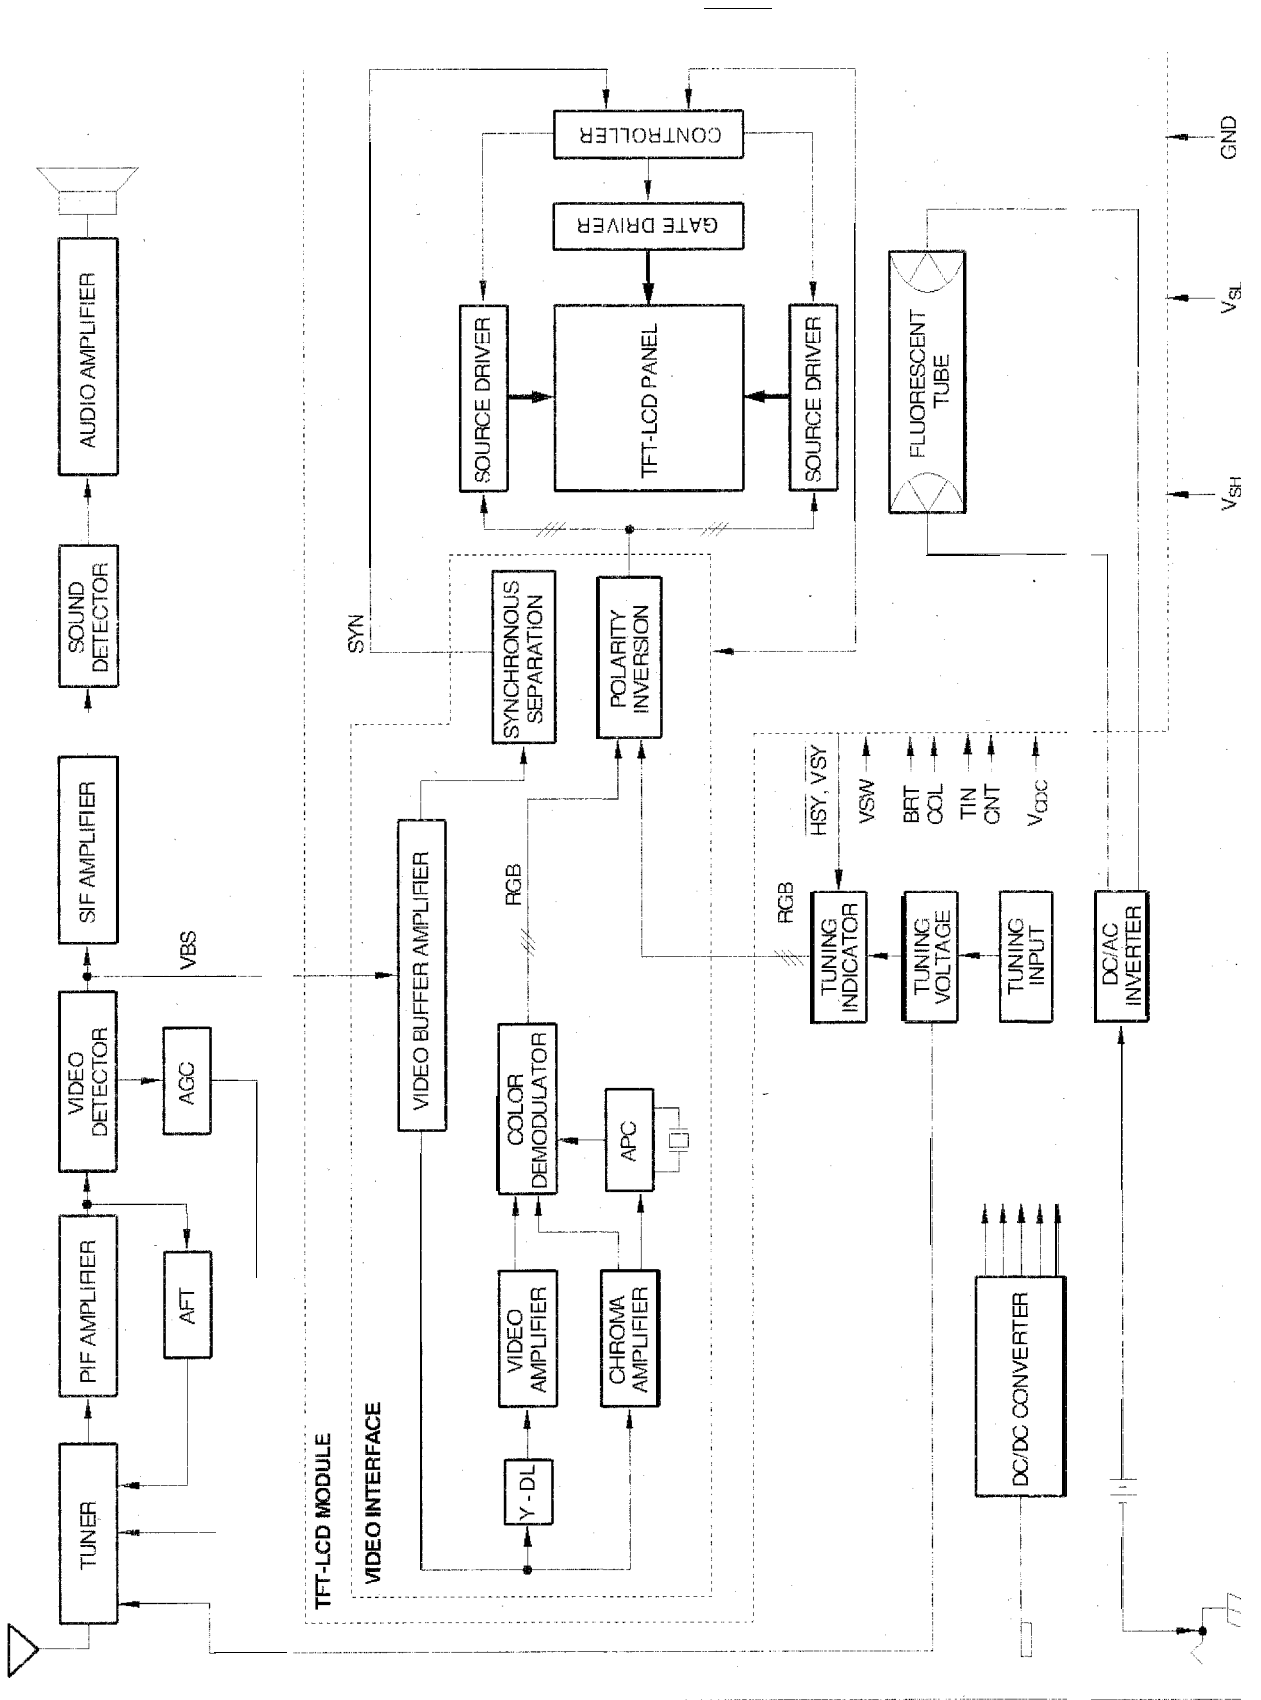 TUNER
PIF AMPLIFIER
VIDEO
DETECTOR
SIF AMPLIFIER
SOUND
DETECTOR
AUDIO AMPLIFIER
AFT
AGC
VBS
TFT-LCD MODULE
VIDEO INTERFACE
SYN
VIDEO BUFFER AMPLIFIER
Y - DL
VIDEO
AMPLIFIER
COLOR
DEMODULATOR
RGB
SYNCHRONOUS
SEPARATION
CHROMA
AMPLIFIER
APC
POLARITY
INVERSION
SOURCE DRIVER
TFT-LCD PANEL
GATE DRIVER
CONTROLLER
SOURCE DRIVER
RGB
HSY, VSY
TUNING
INDICATOR
VSW
TUNING
VOLTAGE
BRT
COL
TIN
CNT
TUNING
INPUT
VCDC
FLUORESCENT
TUBE
DC/DC CONVERTER
DC/AC
INVERTER
VSH
VSL
GND